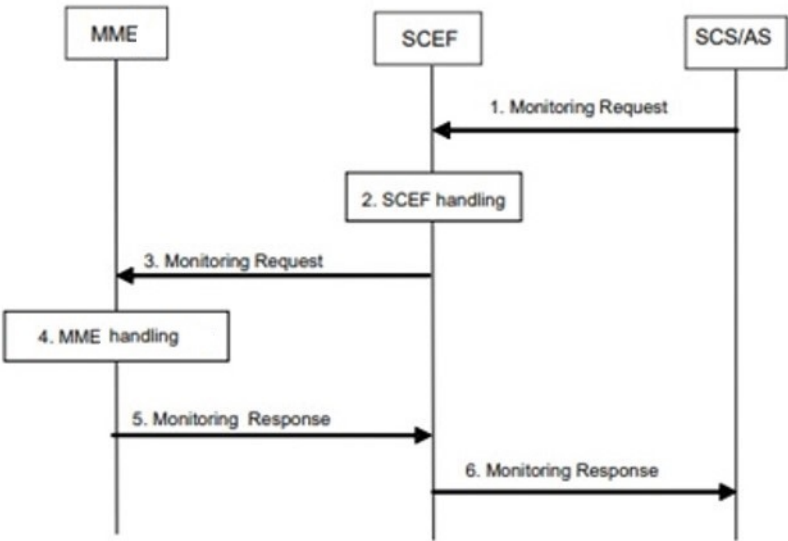 MME
SCEF
SCS/AS
1. Monitoring Request
2. SCEF handling
3. Monitoring Request
4. MME handling
5. Monitoring Response
6. Monitoring Response